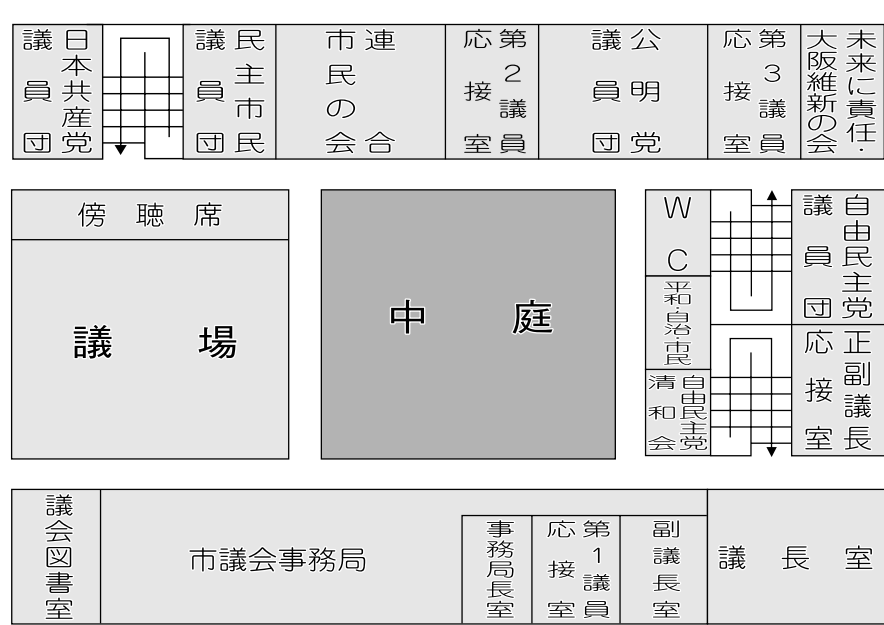 日本共産党
議員団
民主市民
議員団
連合
市民の会
第2議員
応接室
公明党
議員団
第3議員
応接室
未来に責任・
大阪維新の会
傍聴席
議場
中庭
WC
平和・自治・市民
自由民主党
清和会
自由民主党
議員団
正副議長
応接室
議会図書室
市議会事務局
事務局長室
第1議員
応接室
副議長室
議長室